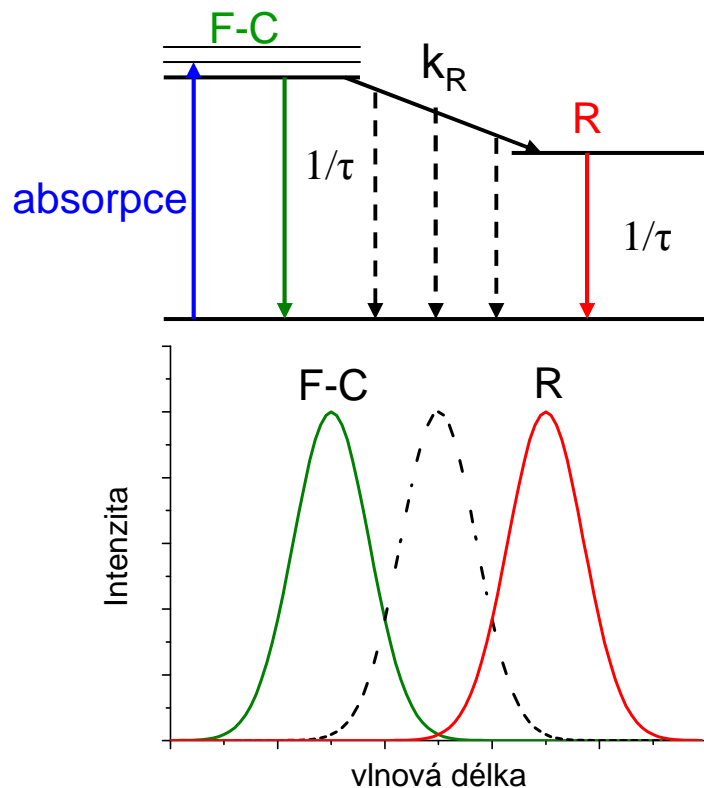 F-C
k_R
R
1/τ
absorpce
1/τ
F-C
R
Intenzita
vlnová délka